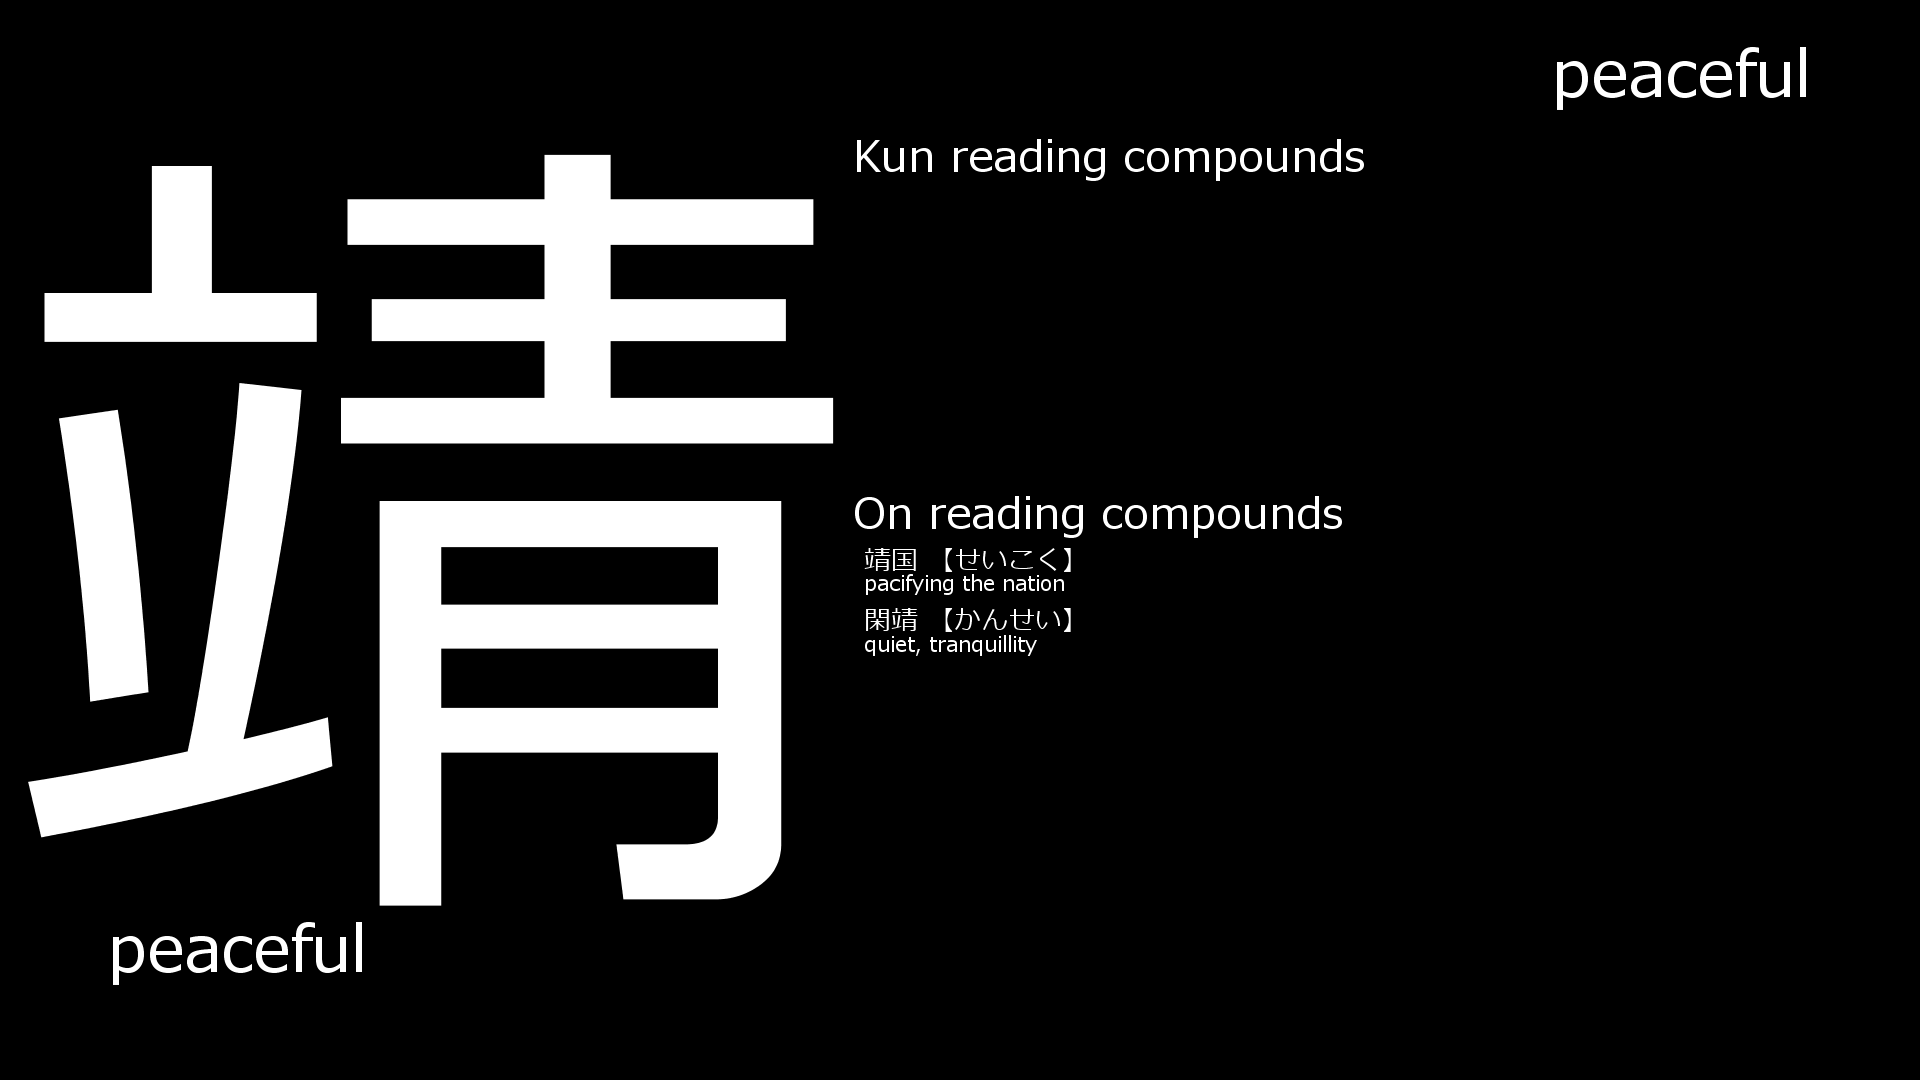 peaceful
靖
Kun reading compounds
On reading compounds
靖国 【せいこく】
pacifying the nation
閑靖 【かんせい】
quiet, tranquillity
peaceful